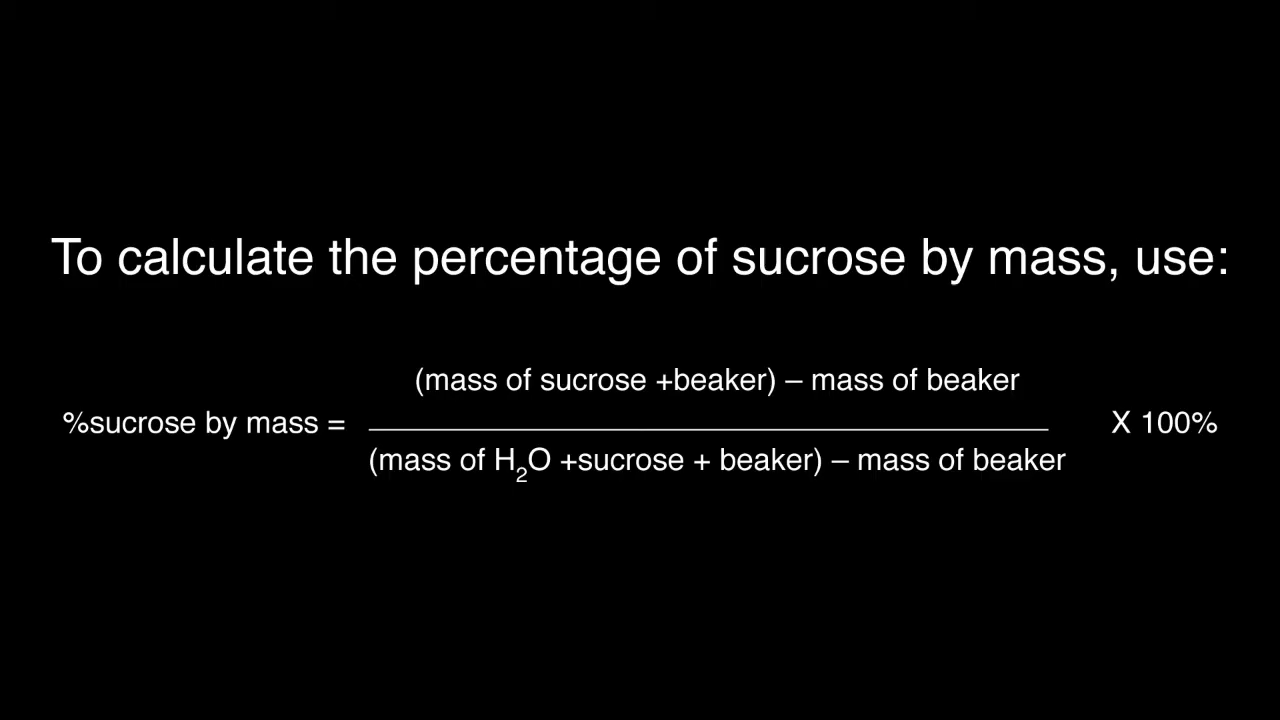 To calculate the percentage of sucrose by mass, use:
(mass of sucrose +beaker) – mass of beaker
%sucrose by mass = X 100%
(mass of H₂O +sucrose + beaker) – mass of beaker